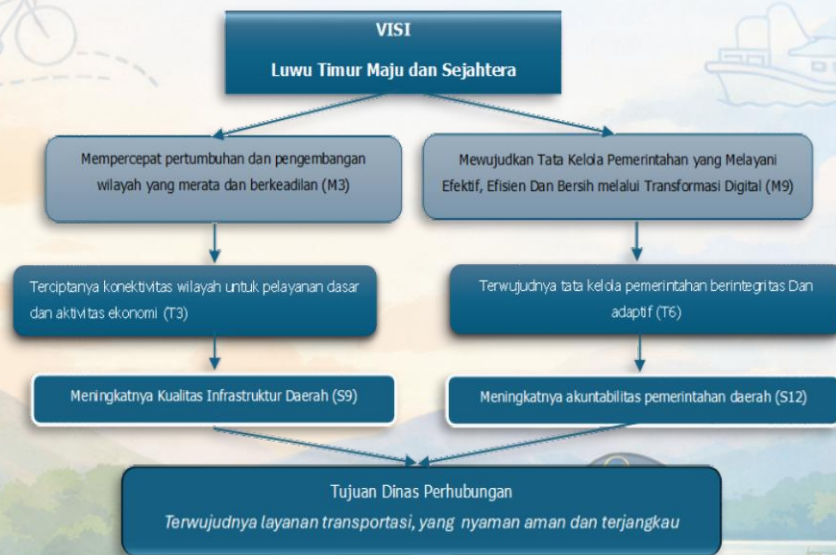 VISI
Luwu Timur Maju dan Sejahtera
Mempercepat pertumbuhan dan pengembangan
wilayah yang merata dan berkeadilan (M3)
Mewujudkan Tata Kelola Pemerintahan yang Melayani
Efektif, Efisien Dan Bersih melalui Transformasi Digital (M9)
Terciptanya konektivitas wilayah untuk pelayanan dasar
dan aktivitas ekonomi (T3)
Terwujudnya tata kelola pemerintahan berintegritas Dan
adaptif (T6)
Meningkatnya Kualitas Infrastruktur Daerah (S9)
Meningkatnya akuntabilitas pemerintahan daerah (S12)
Tujuan Dinas Perhubungan
Terwujudnya layanan transportasi, yang nyaman aman dan terjangkau